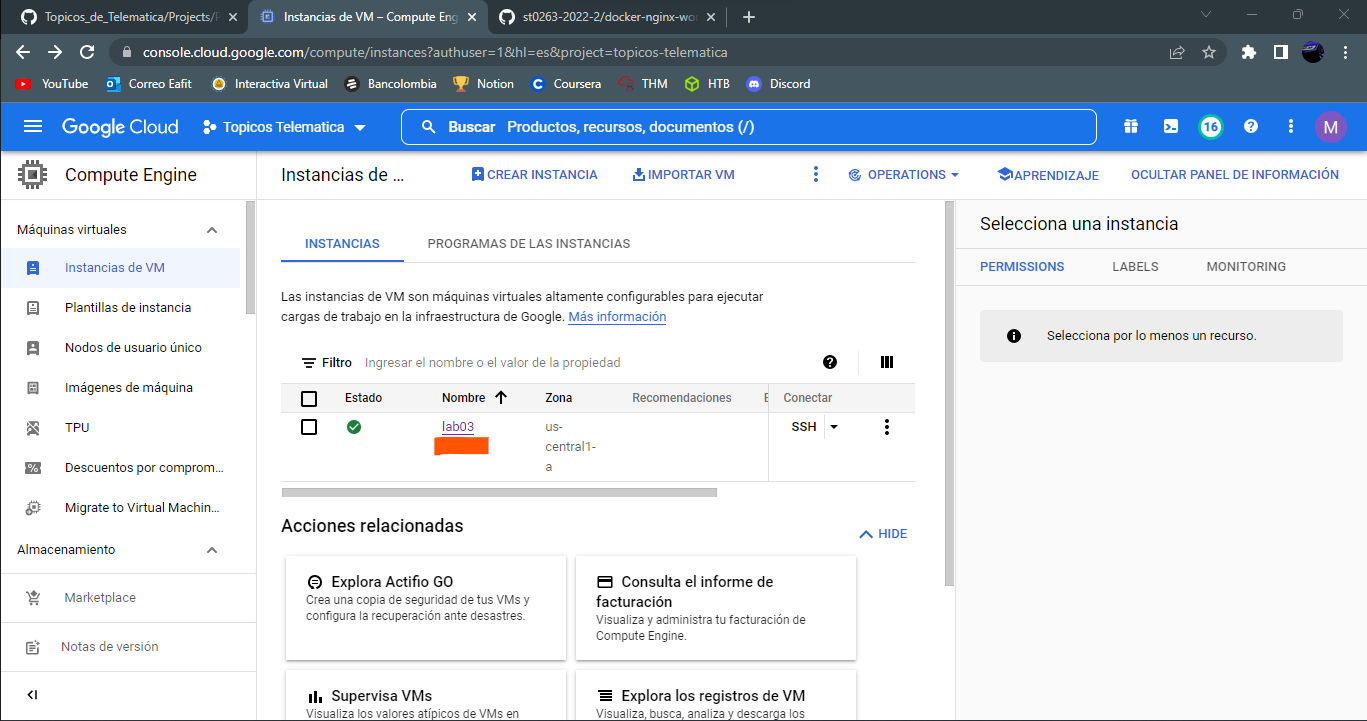 Topicos_de_Telematica/Projects/
Instancias de VM – Compute Eng
st0263-2022-2/docker-nginx-wor
console.cloud.google.com/compute/instances?authuser=1&hl=es&project=topicos-telematica
YouTube
Correo Eafit
Interactiva Virtual
Bancolombia
Notion
Coursera
THM
HTB
Discord
Google Cloud
Topicos Telematica
Buscar Productos, recursos, documentos (/)
16
M
Compute Engine
Instancias de ...
CREAR INSTANCIA
IMPORTAR VM
OPERATIONS
APRENDIZAJE
OCULTAR PANEL DE INFORMACIÓN
Máquinas virtuales
Instancias de VM
Plantillas de instancia
Nodos de usuario único
Imágenes de máquina
TPU
Descuentos por comprom...
Migrate to Virtual Machin...
Almacenamiento
Marketplace
Notas de versión
INSTANCIAS
PROGRAMAS DE LAS INSTANCIAS
Las instancias de VM son máquinas virtuales altamente configurables para ejecutar
cargas de trabajo en la infraestructura de Google. Más información
Filtro Ingresar el nombre o el valor de la propiedad
Estado Nombre Zona Recomendaciones Conectar
lab03 us- SSH
central1-
a
Acciones relacionadas
HIDE
Explora Actifio GO
Crea una copia de seguridad de tus VMs y
configura la recuperación ante desastres.
Consulta el informe de
facturación
Visualiza y administra tu facturación de
Compute Engine.
Supervisa VMs
Visualiza los valores atípicos de VMs en
Explora los registros de VM
Visualiza, busca, analiza y descarga los
Selecciona una instancia
PERMISSIONS
LABELS
MONITORING
Selecciona por lo menos un recurso.